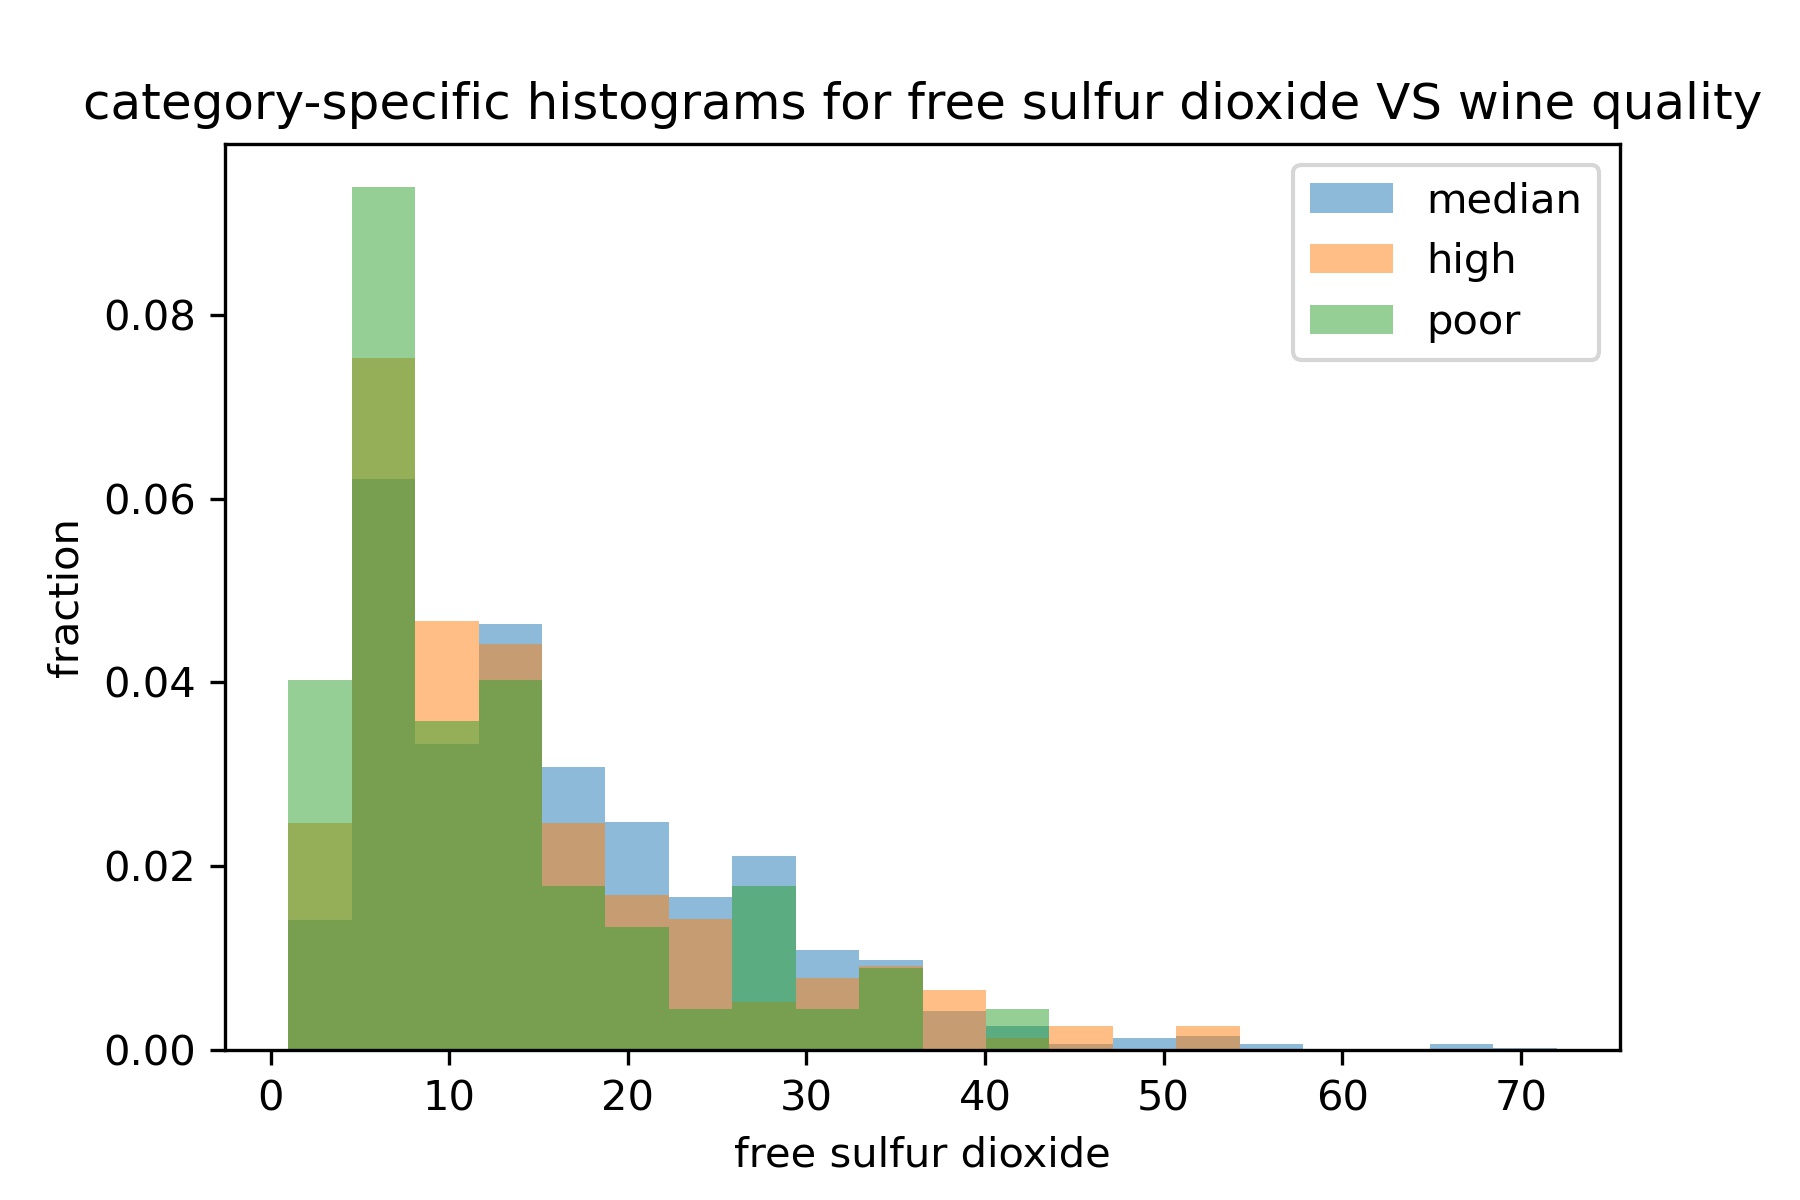 category-specific histograms for free sulfur dioxide VS wine quality
median
high
poor
0.08
0.06
0.04
0.02
0.00
fraction
0 10 20 30 40 50 60 70
free sulfur dioxide